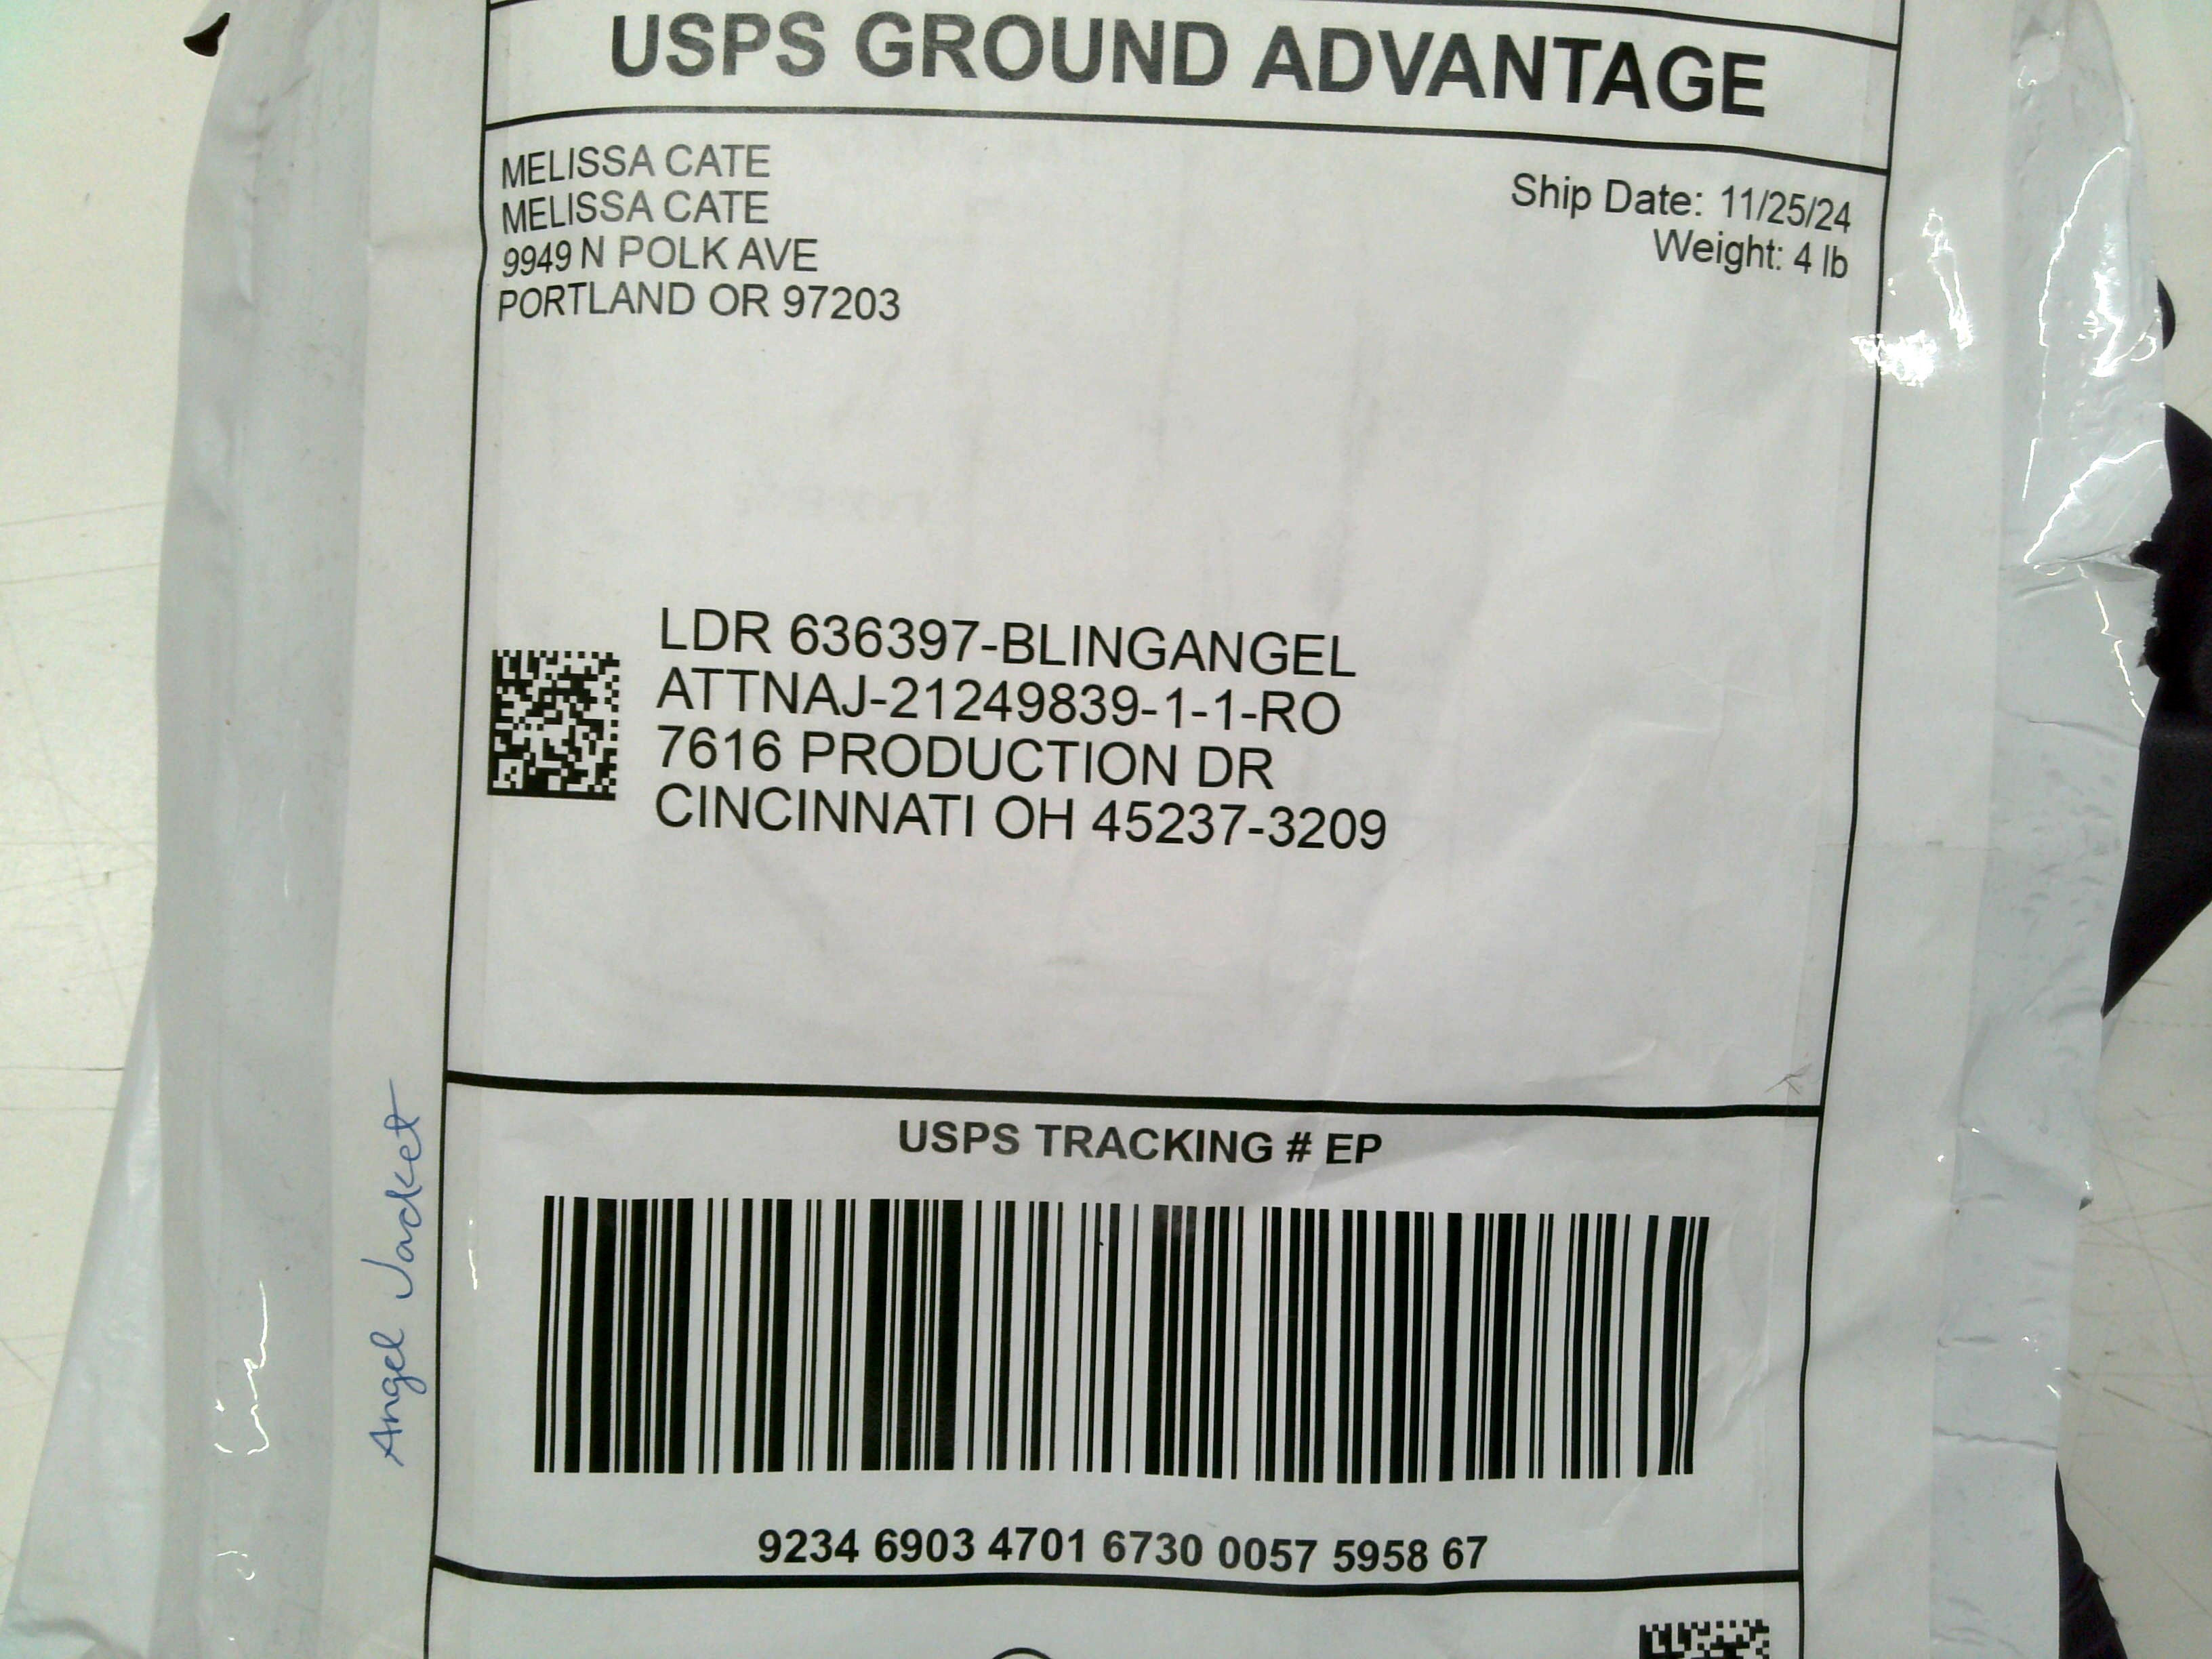 USPS GROUND ADVANTAGE
MELISSA CATE
MELISSA CATE
9949 N POLK AVE
PORTLAND OR 97203
Ship Date: 11/25/24
Weight: 4 lb
LDR 636397-BLINGANGEL
ATTNAJ-21249839-1-1-RO
7616 PRODUCTION DR
CINCINNATI OH 45237-3209
USPS TRACKING # EP
9234 6903 4701 6730 0057 5958 67
Angel Jacket